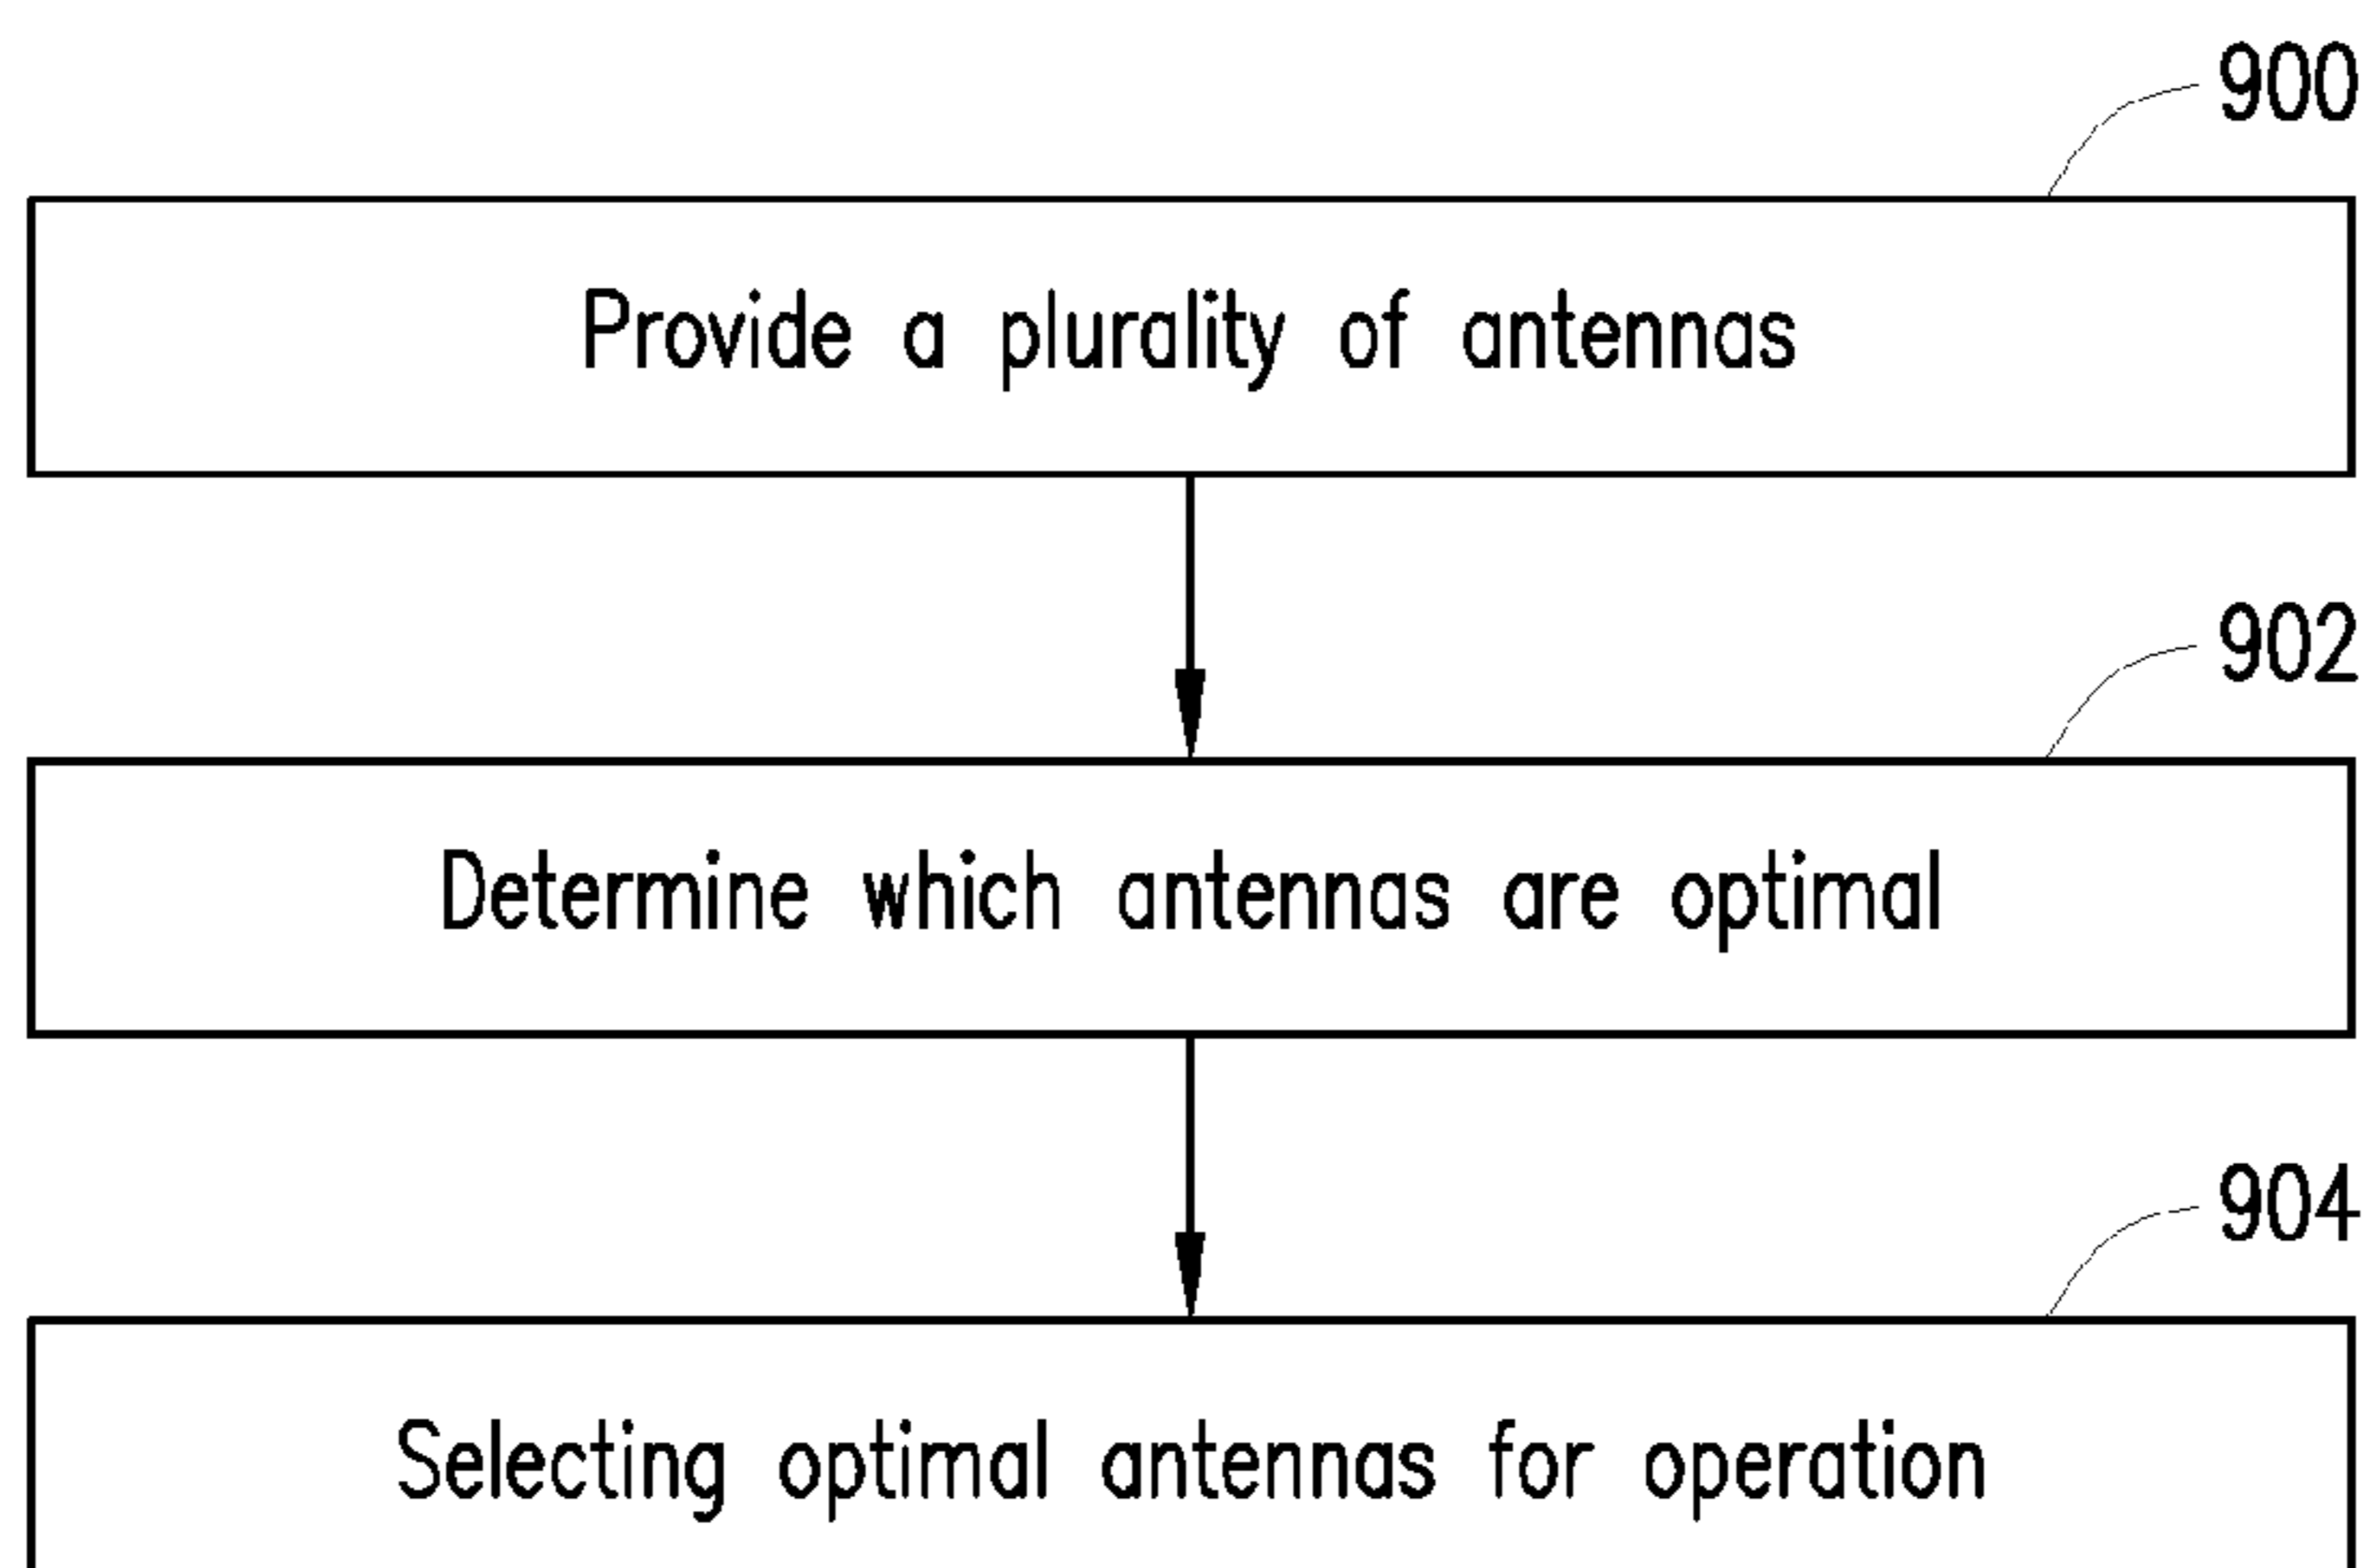 900
Provide a plurality of antennas
902
Determine which antennas are optimal
904
Selecting optimal antennas for operation